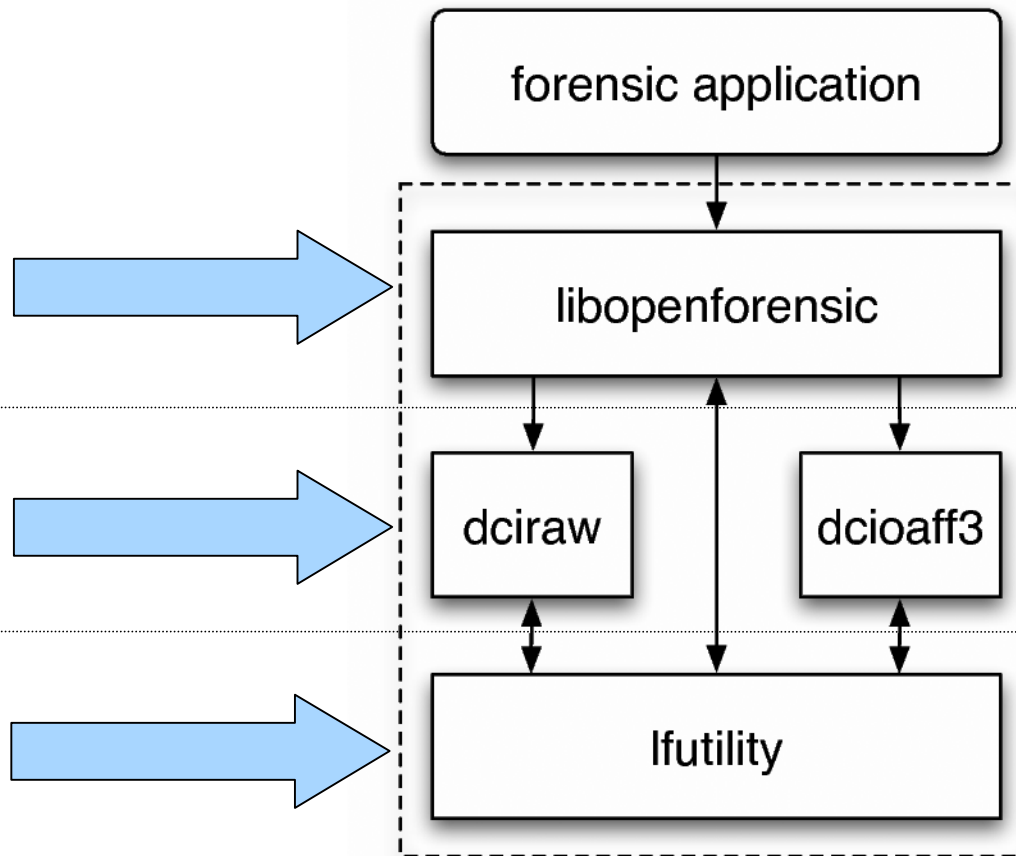 forensic application
libopenforensic
dciraw
dcioaff3
lfutility